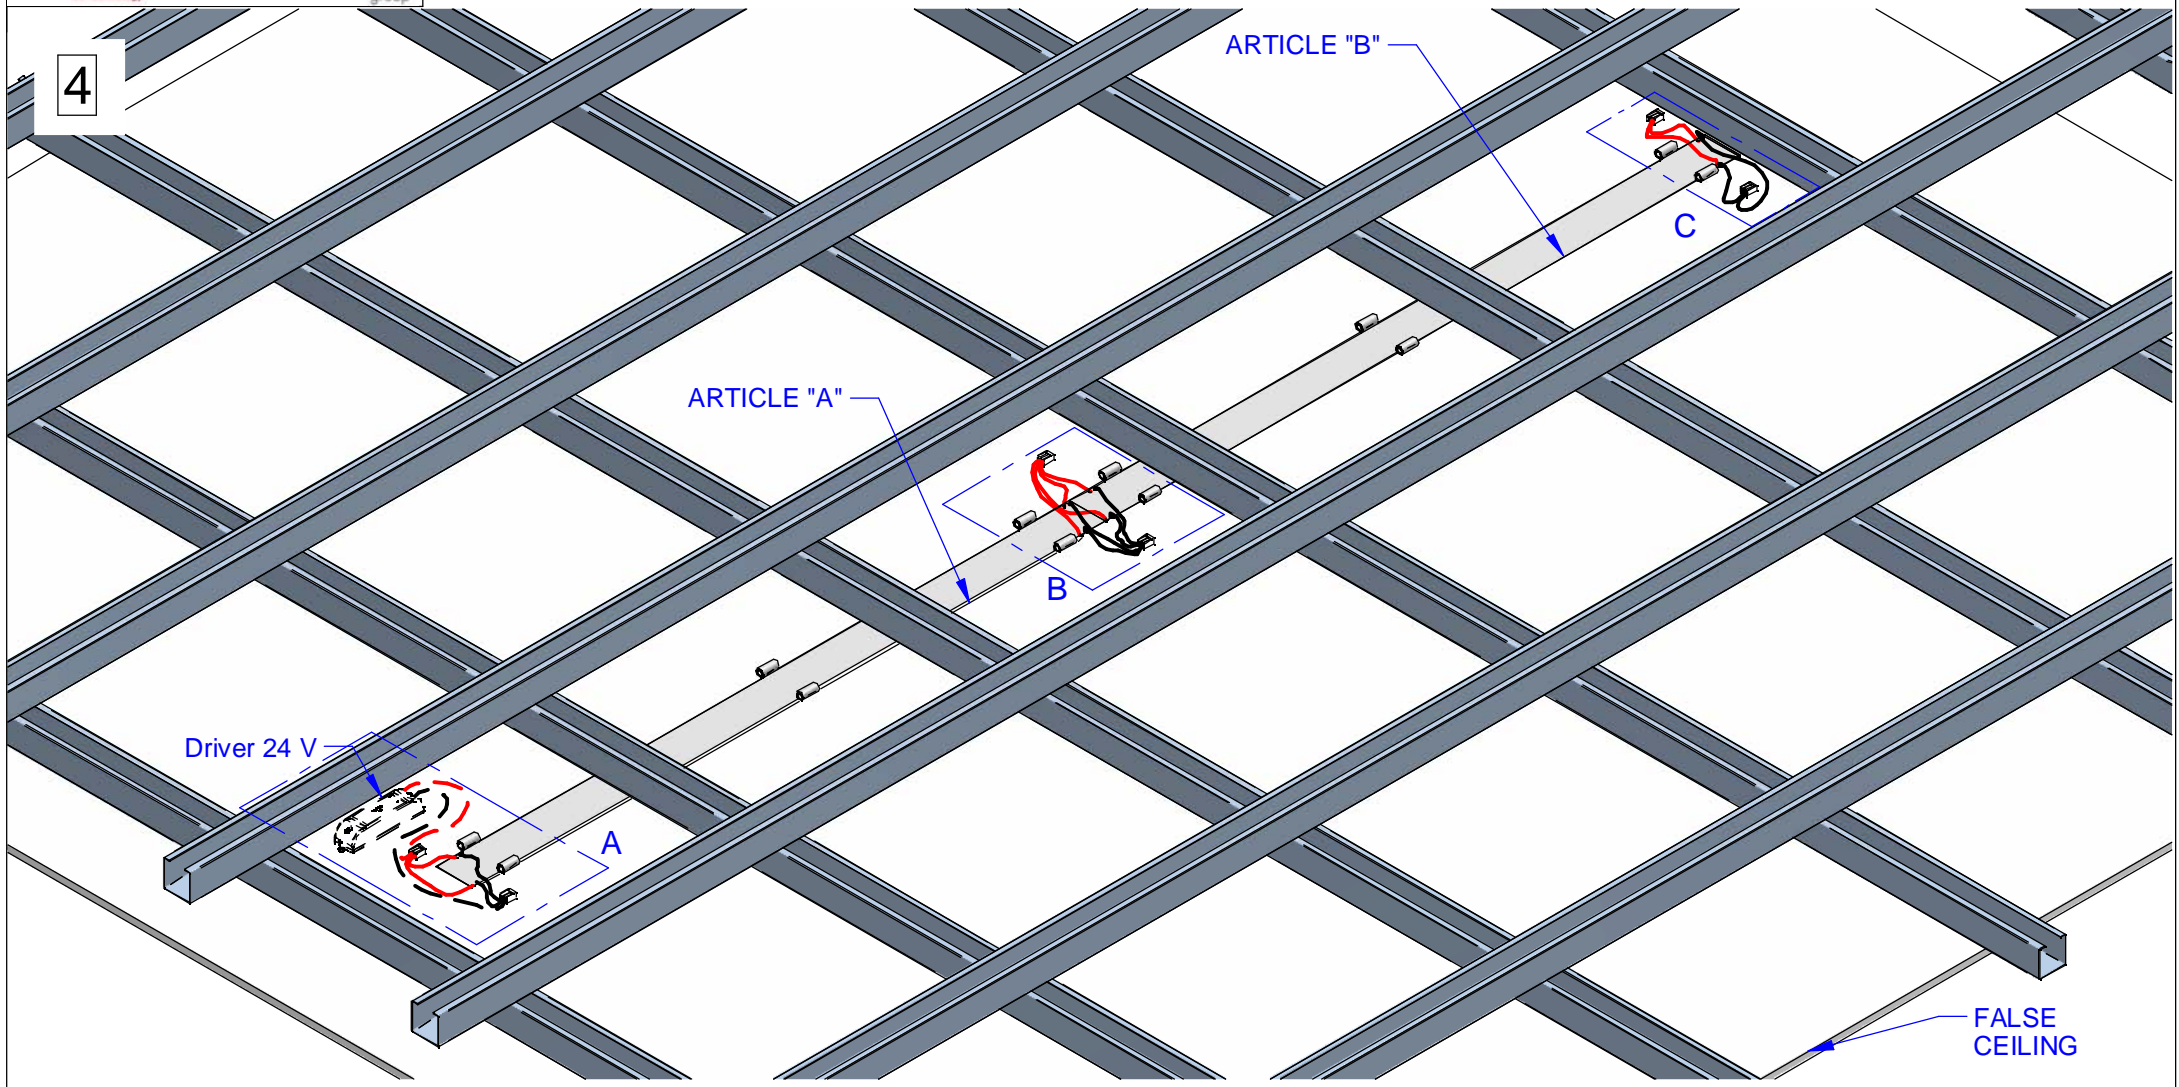 4
ARTICLE "B"
C
ARTICLE "A"
B
Driver 24 V
A
FALSE
CEILING